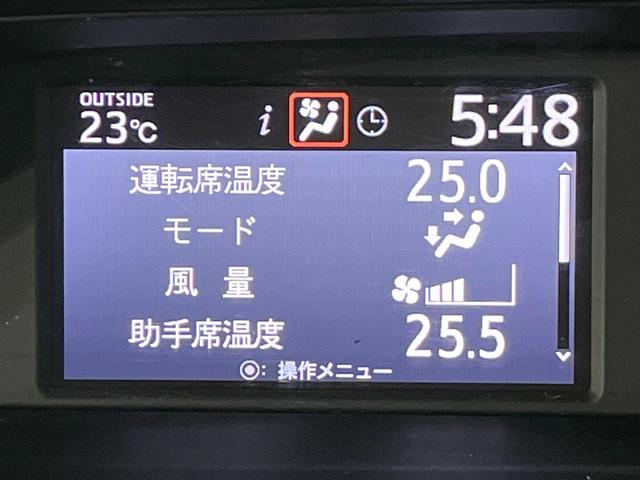 OUTSIDE
23℃ i 5:48
運転席温度 25.0
モード
風量
助手席温度 25.5
◎: 操作メニュー